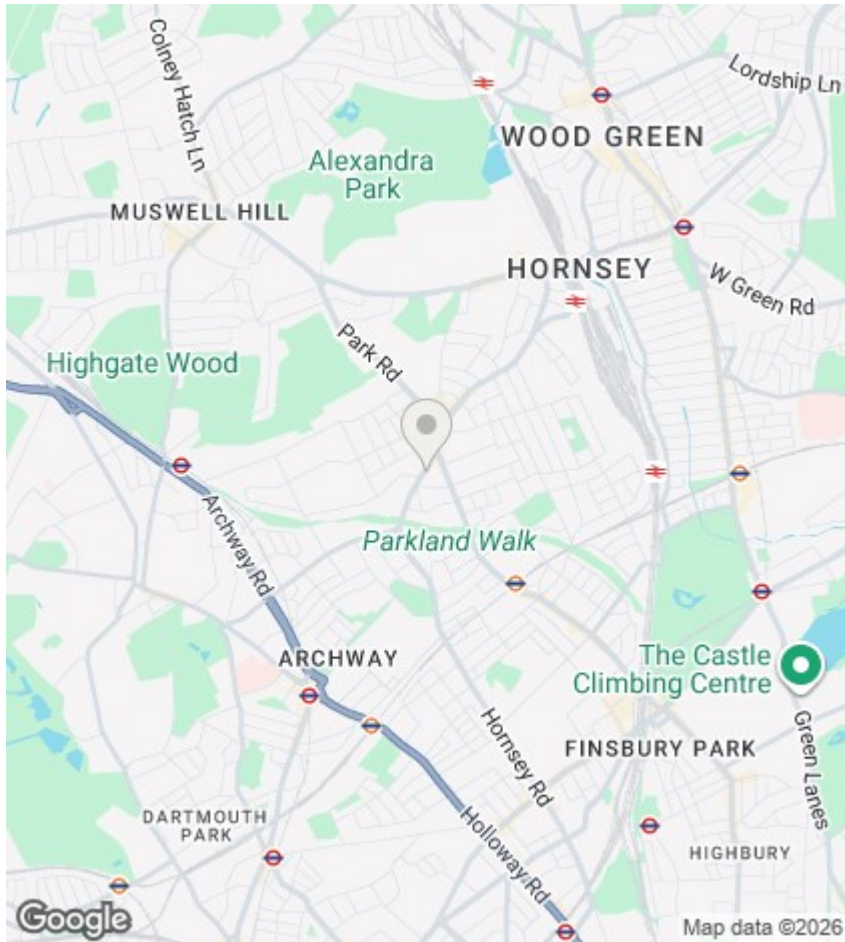 Colney Hatch Ln
Lordship Ln
WOOD GREEN
Alexandra
Park
MUSWELL HILL
HORNSEY
W Green Rd
Park Rd
Highgate Wood
Archway Rd
Parkland Walk
ARCHWAY
The Castle
Climbing Centre
Hornsey Rd
Green Lanes
FINSBURY PARK
DARTMOUTH
PARK
Holloway Rd
HIGHBURY
Google
Map data ©2026